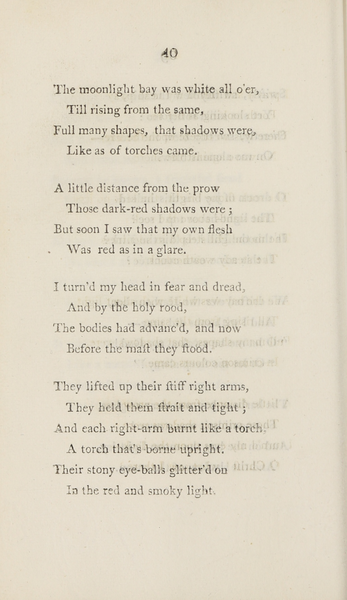 40
The moonlight bay was white all o'er,
Till rising from the same,
Full many shapes, that shadows were,
Like as of torches came.
A little distance from the prow
Those dark-red shadows were;
But soon I saw that my own flesh
Was red as in a glare.
I turn'd my head in fear and dread,
And by the holy rood,
The bodies had advanc'd, and now
Before the mast they stood.
They lifted up their stiff right arms,
They held them strait and tight;
And each right-arm burnt like a torch,
A torch that's borne upright.
Their stony eye-balls glitter'd on
In the red and smoky light.